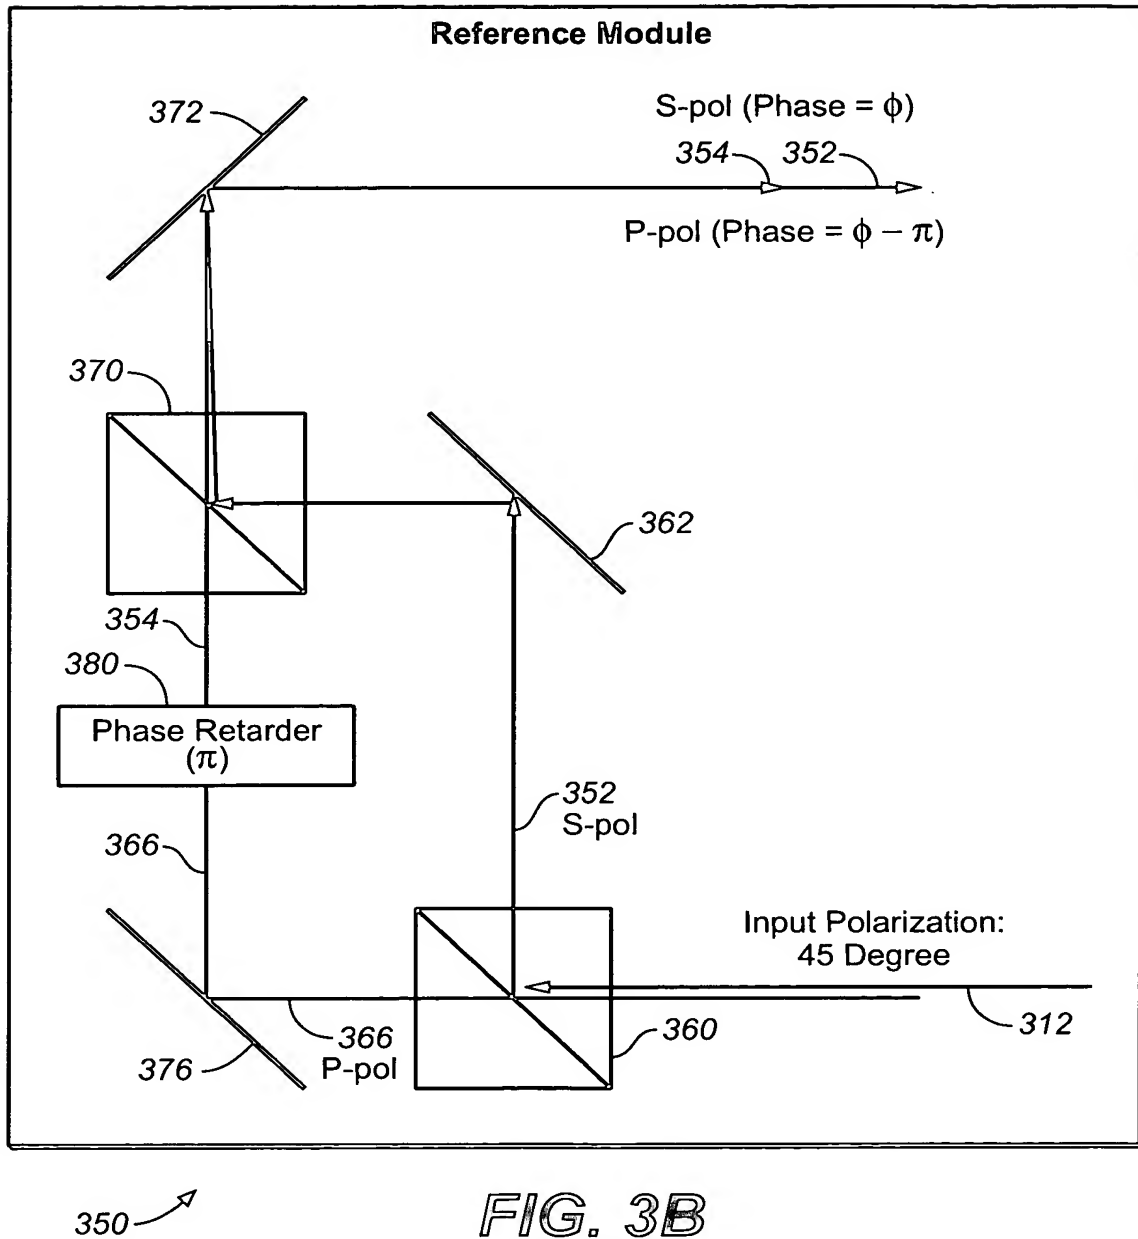 Reference Module
372
S-pol (Phase = ϕ)
354
352
P-pol (Phase = ϕ – π)
370
362
354
380
Phase Retarder
(π)
352
S-pol
366
Input Polarization:
45 Degree
366
P-pol
376
360
312
350
FIG. 3B